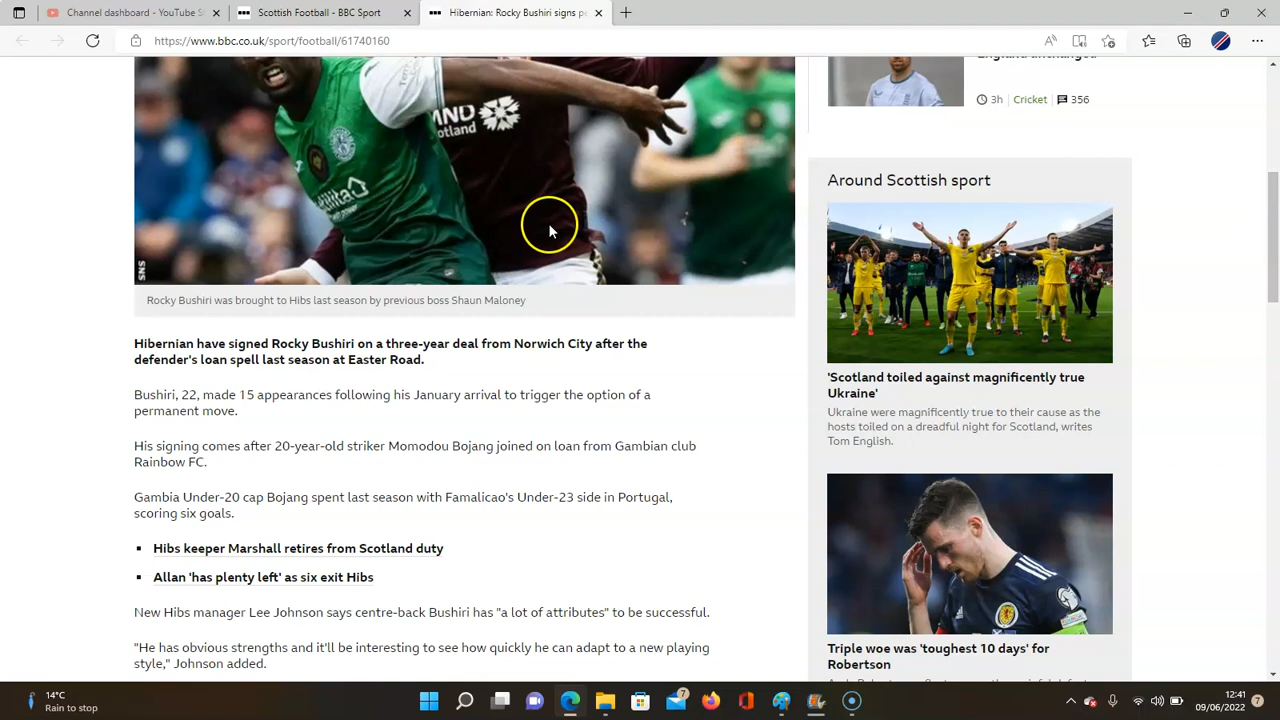 Channel dashboard - YouTube St
Scottish Football - BBC Sport
Hibernian: Rocky Bushiri signs pe
https://www.bbc.co.uk/sport/football/61740160
England unchanged
3h Cricket 356
MND
Scotland
SNS
Rocky Bushiri was brought to Hibs last season by previous boss Shaun Maloney
Hibernian have signed Rocky Bushiri on a three-year deal from Norwich City after the
defender's loan spell last season at Easter Road.
Bushiri, 22, made 15 appearances following his January arrival to trigger the option of a
permanent move.
His signing comes after 20-year-old striker Momodou Bojang joined on loan from Gambian club
Rainbow FC.
Gambia Under-20 cap Bojang spent last season with Famalicao's Under-23 side in Portugal,
scoring six goals.
Hibs keeper Marshall retires from Scotland duty
Allan 'has plenty left' as six exit Hibs
New Hibs manager Lee Johnson says centre-back Bushiri has "a lot of attributes" to be successful.
"He has obvious strengths and it'll be interesting to see how quickly he can adapt to a new playing
style," Johnson added.
Around Scottish sport
'Scotland toiled against magnificently true
Ukraine'
Ukraine were magnificently true to their cause as the
hosts toiled on a dreadful night for Scotland, writes
Tom English.
Triple woe was 'toughest 10 days' for
Robertson
14°C
Rain to stop
7
12:41
09/06/2022
7